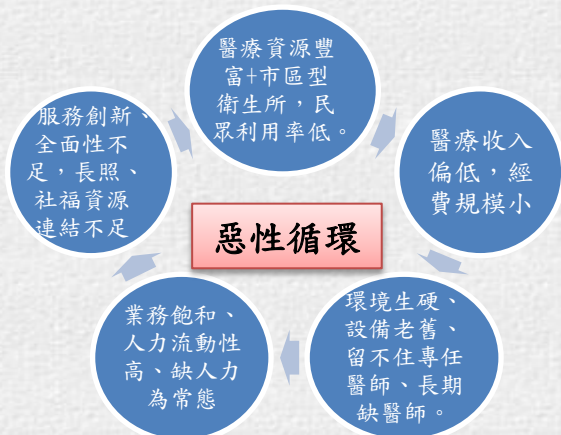 醫療資源豐
富+市區型
衛生所，民
眾利用率低。
醫療收入
偏低，經
費規模小
環境生硬、
設備老舊、
留不住專任
醫師、長期
缺醫師。
業務飽和、
人力流動性
高、缺人力
為常態
服務創新、
全面性不
足，長照、
社福資源
連結不足
惡性循環